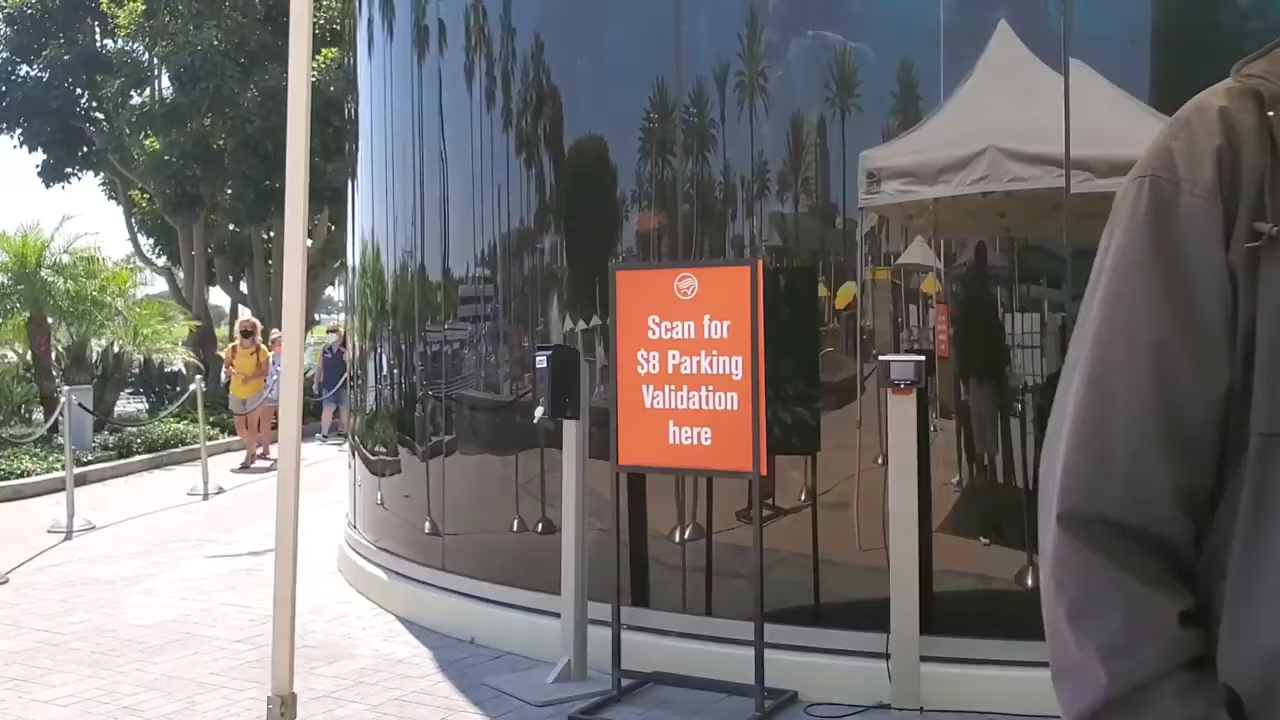 Scan for
$8 Parking
Validation
here